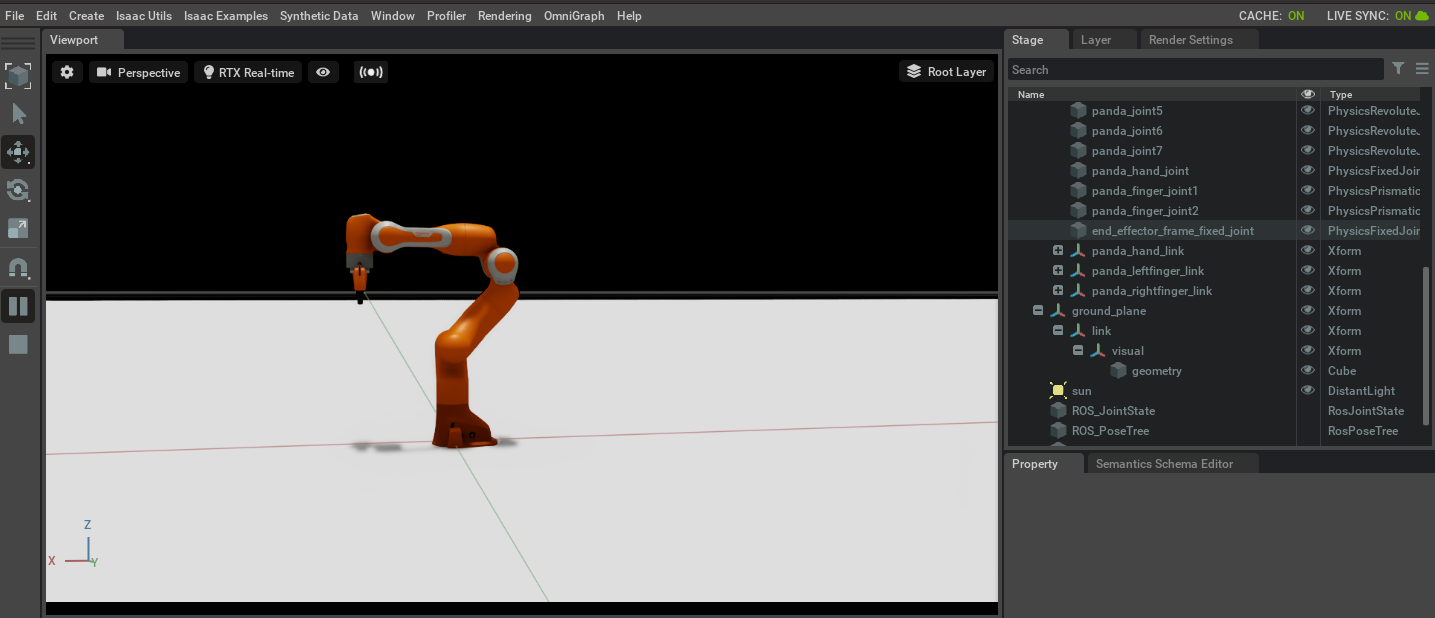 File Edit Create Isaac Utils Isaac Examples Synthetic Data Window Profiler Rendering OmniGraph Help CACHE: ON LIVE SYNC: ON
Viewport
Perspective RTX Real-time Root Layer
X Z Y
Stage Layer Render Settings
Search
Name Type
panda_joint5 PhysicsRevolute
panda_joint6 PhysicsRevolute
panda_joint7 PhysicsRevolute
panda_hand_joint PhysicsFixedJoir
panda_finger_joint1 PhysicsPrismatic
panda_finger_joint2 PhysicsPrismatic
end_effector_frame_fixed_joint PhysicsFixedJoir
panda_hand_link Xform
panda_leftfinger_link Xform
panda_rightfinger_link Xform
ground_plane Xform
link Xform
visual Xform
geometry Cube
sun DistantLight
ROS_JointState RosJointState
ROS_PoseTree RosPoseTree
Property Semantics Schema Editor